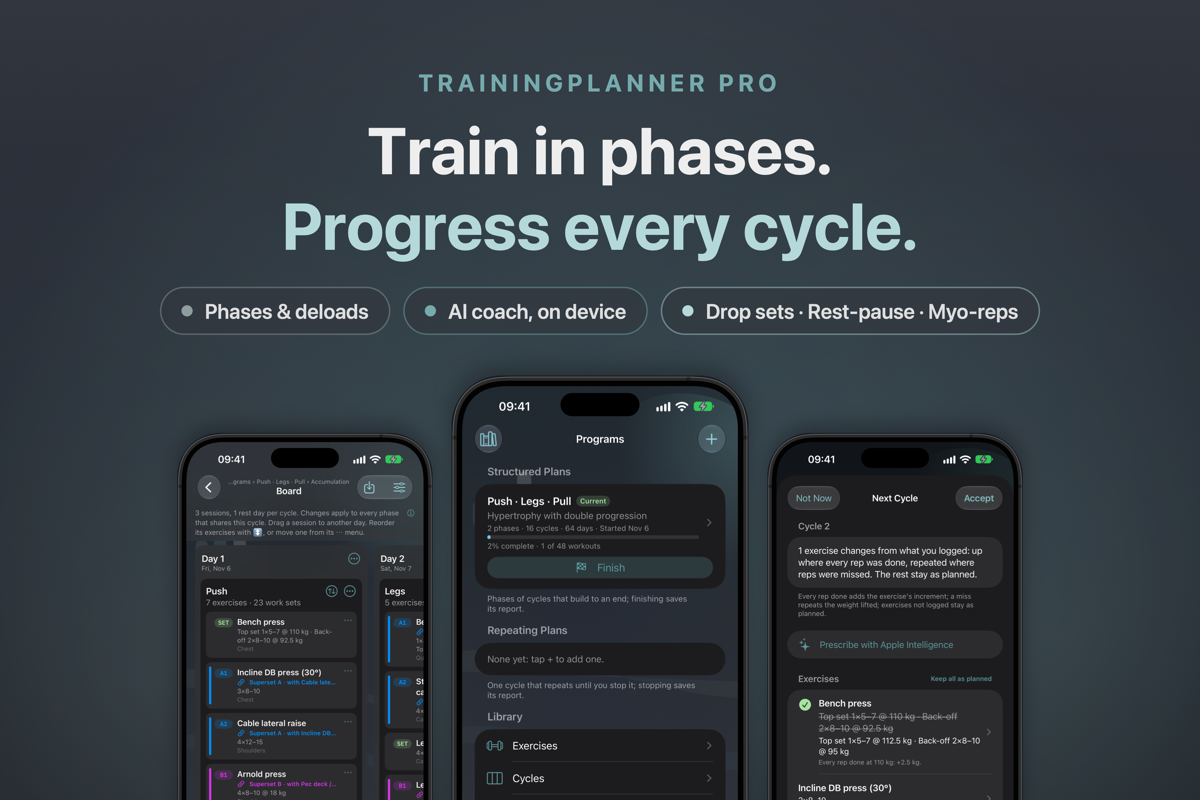 TRAININGPLANNER PRO
Train in phases.
Progress every cycle.
Phases & deloads
AI coach, on device
Drop sets · Rest-pause · Myo-reps
09:41
...grams › Push · Legs · Pull › Accumulation
Board
3 sessions, 1 rest day per cycle. Changes apply to every phase
that shares this cycle. Drag a session to another day. Reorder
its exercises with ↕, or move one from its ··· menu.
Day 1
Fri, Nov 6
Push
7 exercises · 23 work sets
SET
Bench press
Top set 1×5–7 @ 110 kg · Back-
off 2×8–10 @ 92.5 kg
Chest
A1
Incline DB press (30°)
Superset A · with Cable late...
3×8–10
Chest
A2
Cable lateral raise
Superset A · with Incline DB...
4×12–15
Shoulders
B1
Arnold press
Superset B · with Pec deck /...
4×8–10 @ 18 kg
Day 2
Sat, Nov 7
Legs
5 exercises
A1
A2
SET
B1
09:41
Programs
Structured Plans
Push · Legs · Pull
Current
Hypertrophy with double progression
2 phases · 16 cycles · 64 days · Started Nov 6
2% complete · 1 of 48 workouts
Finish
Phases of cycles that build to an end; finishing saves
its report.
Repeating Plans
None yet: tap + to add one.
One cycle that repeats until you stop it; stopping saves
its report.
Library
Exercises
Cycles
09:41
Not Now
Next Cycle
Accept
Cycle 2
1 exercise changes from what you logged: up
where every rep was done, repeated where
reps were missed. The rest stay as planned.
Every rep done adds the exercise's increment; a miss
repeats the weight lifted; exercises not logged stay as
planned.
Prescribe with Apple Intelligence
Exercises
Keep all as planned
Bench press
Top set 1×5–7 @ 110 kg · Back-off
2×8–10 @ 92.5 kg
Top set 1×5–7 @ 112.5 kg · Back-off 2×8–10
@ 95 kg
Every rep done at 110 kg: +2.5 kg.
Incline DB press (30°)